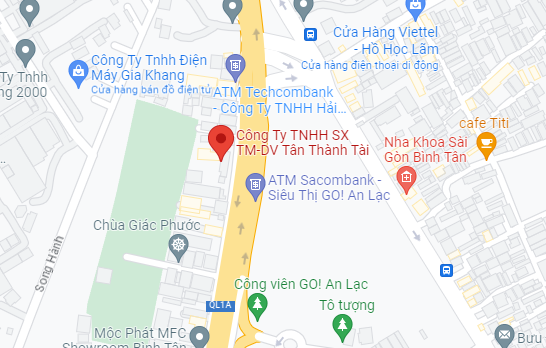 Cửa Hàng Viettel
- Hồ Học Lãm
Cửa hàng điện thoại di động
Công Ty Tnhh Điện
Máy Gia Khang
Cửa hàng bán đồ điện tử
Ty Tnhh
ng 2000
ATM Techcombank
- Công Ty TNHH Hải...
cafe Titi
Công Ty TNHH SX
TM-DV Tân Thành Tài
Nha Khoa Sài
Gòn Bình Tân
ATM Sacombank -
Siêu Thị GO! An Lạc
Chùa Giác Phước
Song Hành
Công viên GO! An Lạc
QL1A
Tô tượng
Mộc Phát MFC
Showroom Bình Tân
Bưu